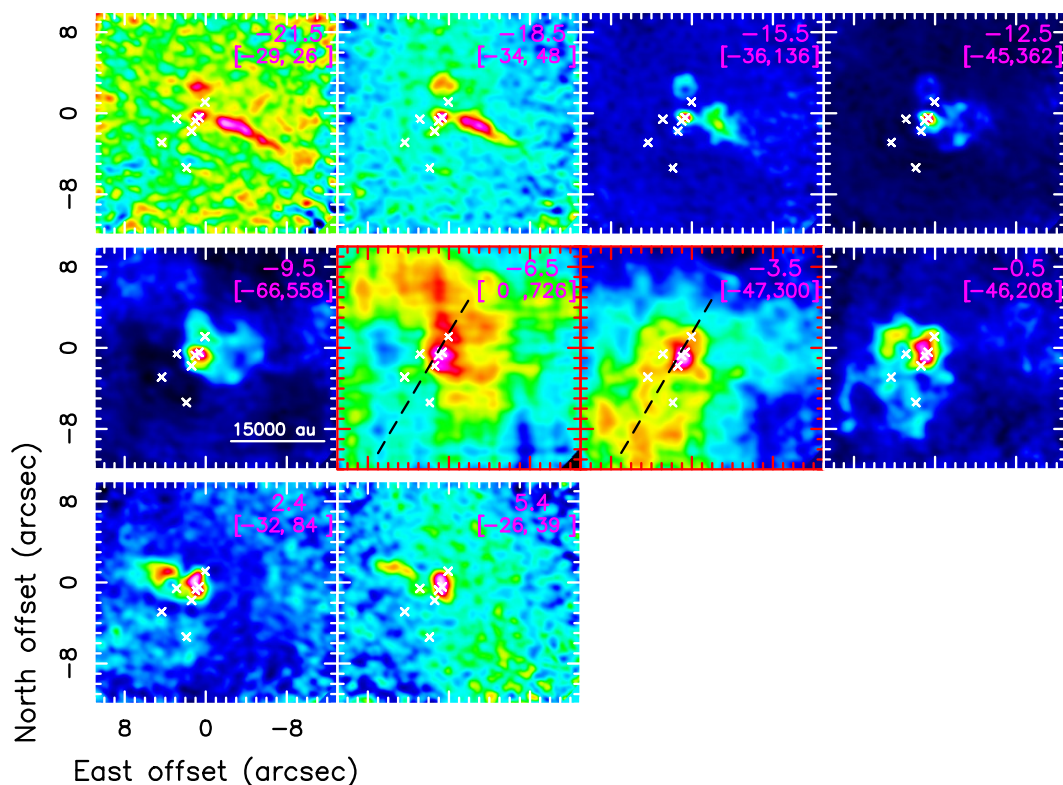 −21.5
[−29, 26 ]
−18.5
[−34, 48 ]
−15.5
[−36,136]
−12.5
[−45,362]
8
0
−8
−9.5
[−66,558]
−6.5
[ 0 ,726]
−3.5
[−47,300]
−0.5
[−46,208]
8
0
−8
15000 au
2.4
[−32, 84 ]
5.4
[−26, 39 ]
8
0
−8
8 0 −8
North offset (arcsec)
East offset (arcsec)